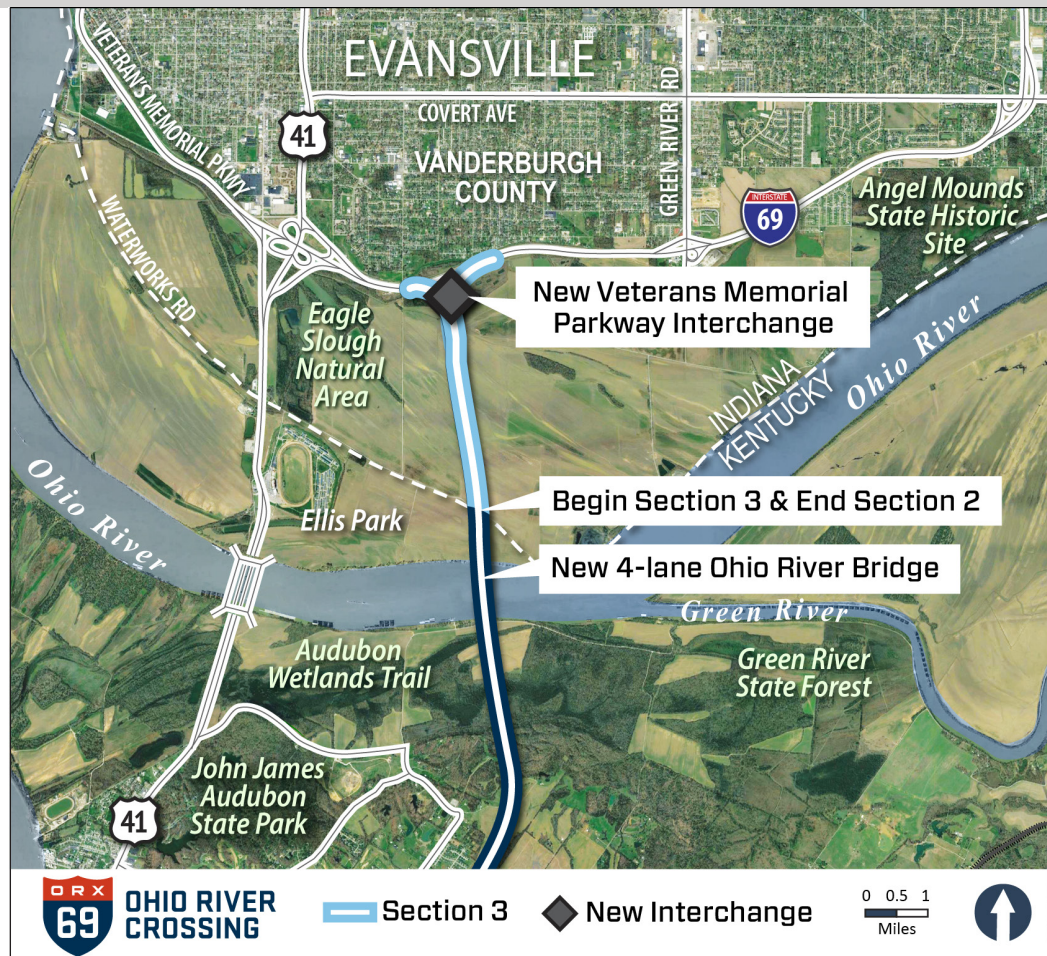 EVANSVILLE
VETERAN'S MEMORIAL PKWY
41
COVERT AVE
GREEN RIVER RD
VANDERBURGH
COUNTY
INTERSTATE
69
Angel Mounds
State Historic
Site
WATERWORKS RD
New Veterans Memorial
Parkway Interchange
Eagle
Slough
Natural
Area
Ohio River
INDIANA
KENTUCKY
Ohio River
Begin Section 3 & End Section 2
Ellis Park
New 4-lane Ohio River Bridge
Green River
Audubon
Wetlands Trail
Green River
State Forest
John James
Audubon
State Park
41
ORX
69
OHIO RIVER
CROSSING
Section 3
New Interchange
0 0.5 1
Miles